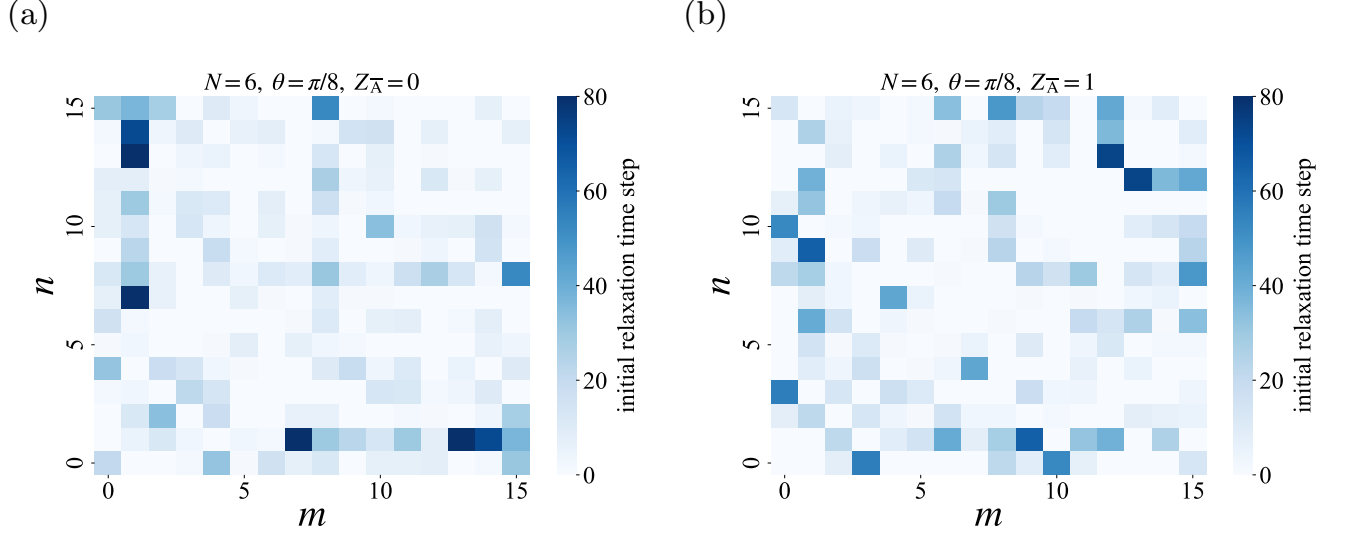 (a)
N=6, θ=π/8, Z_A̅=0
15
10
5
0
0 5 10 15
n
m
80
60
40
20
0
initial relaxation time step
(b)
N=6, θ=π/8, Z_A̅=1
15
10
5
0
0 5 10 15
n
m
80
60
40
20
0
initial relaxation time step